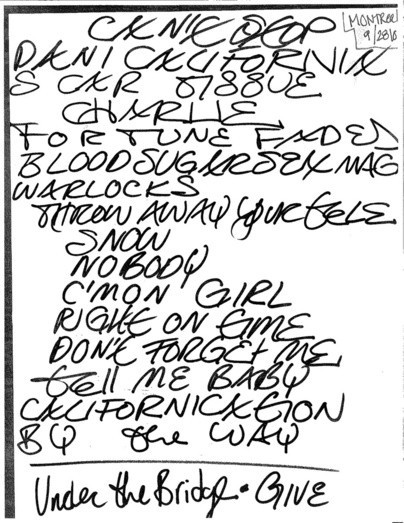 CAN'T STOP
MONTREAL
9/28/6
DANI CALIFORNIA
SCAR TISSUE
CHARLIE
FORTUNE FADED
BLOODSUGARSEXMAG
WARLOCKS
THROW AWAY YOUR TELE
SNOW
NOBODY
C'MON GIRL
RIGHT ON TIME
DON'T FORGET ME
Tell ME BABY
CALIFORNICATION
BY the WAY
Under the Bridge • GIVE